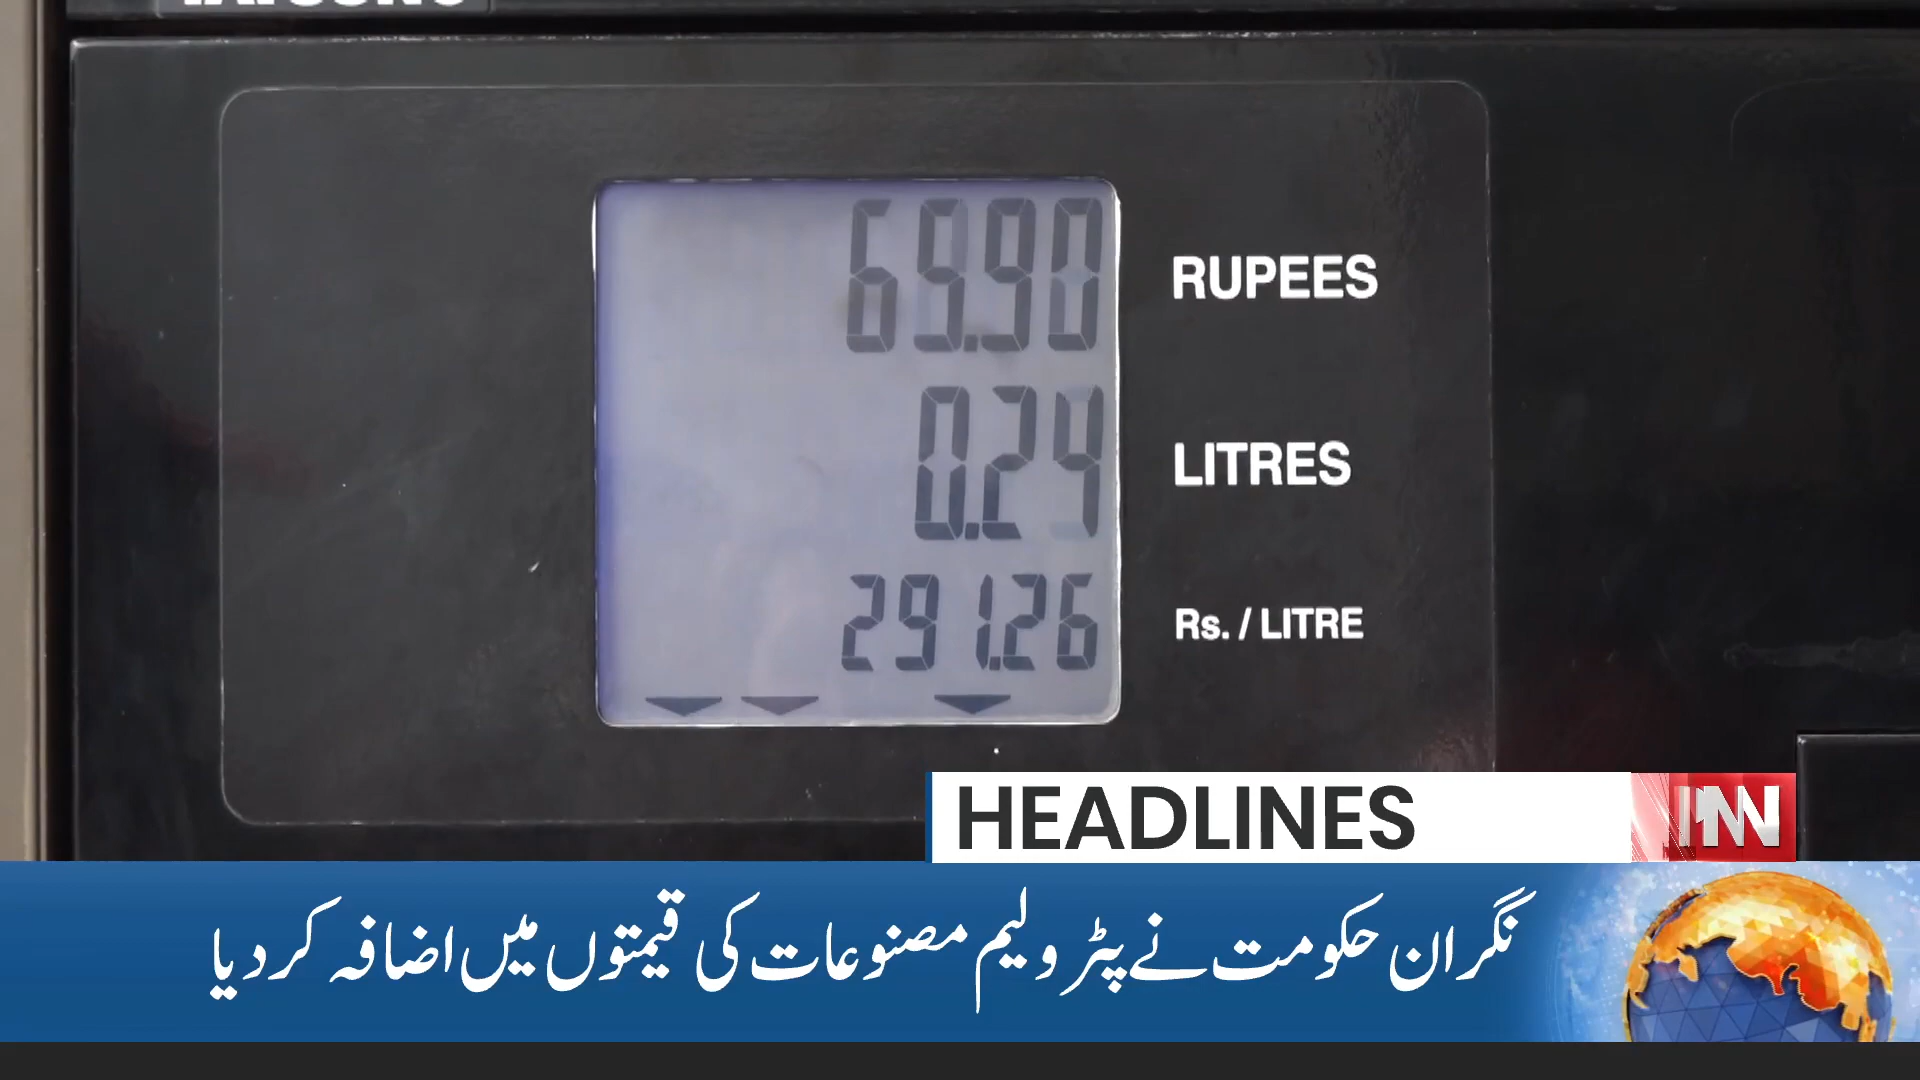 69.90 RUPEES
0.24 LITRES
291.26 Rs. / LITRE
HEADLINES INN
نگران حکومت نے پٹرولیم مصنوعات کی قیمتوں میں اضافہ کردیا